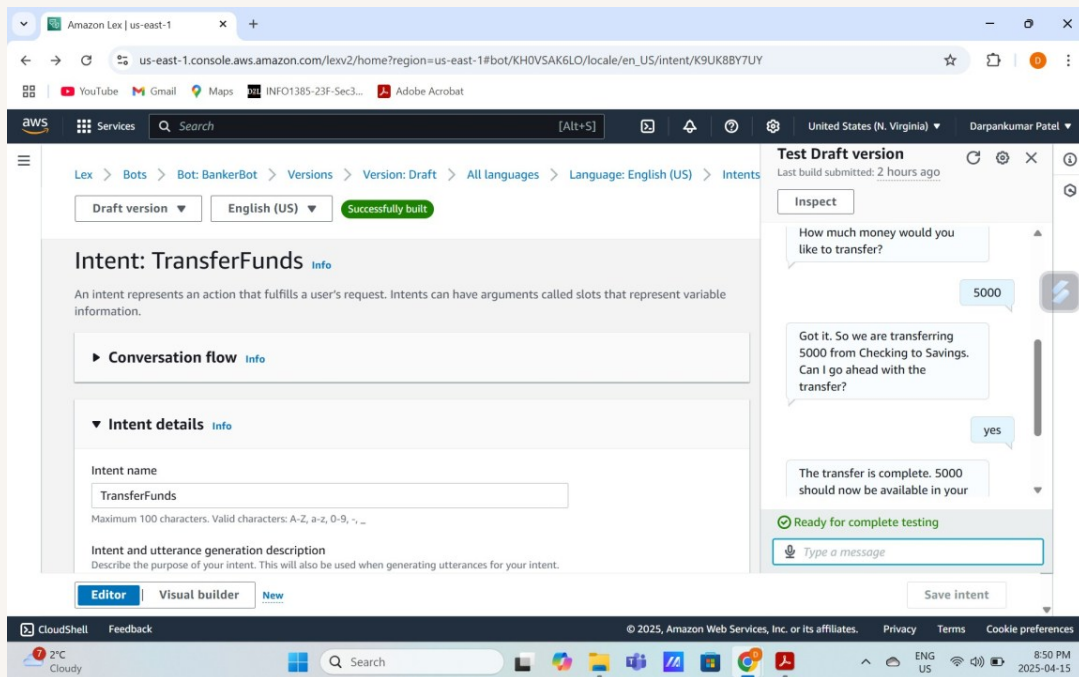 Amazon Lex | us-east-1
us-east-1.console.aws.amazon.com/lexv2/home?region=us-east-1#bot/KH0VSAK6LO/locale/en_US/intent/K9UK8BY7UY
D
YouTube Gmail Maps DZL INFO1385-23F-Sec3... Adobe Acrobat
aws Services Search [Alt+S] United States (N. Virginia) ▼ Darpankumar Patel ▼
Lex > Bots > Bot: BankerBot > Versions > Version: Draft > All languages > Language: English (US) > Intents
Draft version ▼ English (US) ▼ Successfully built
Intent: TransferFunds Info
An intent represents an action that fulfills a user's request. Intents can have arguments called slots that represent variable
information.
Conversation flow Info
Intent details Info
Intent name
TransferFunds
Maximum 100 characters. Valid characters: A-Z, a-z, 0-9, -, _
Intent and utterance generation description
Describe the purpose of your intent. This will also be used when generating utterances for your intent.
Editor Visual builder New
Save intent
Test Draft version
Last build submitted: 2 hours ago
Inspect
How much money would you
like to transfer?
5000
Got it. So we are transferring
5000 from Checking to Savings.
Can I go ahead with the
transfer?
yes
The transfer is complete. 5000
should now be available in your
Ready for complete testing
Type a message
CloudShell Feedback © 2025, Amazon Web Services, Inc. or its affiliates. Privacy Terms Cookie preferences
7 2°C
Cloudy
Search
ENG
US
8:50 PM
2025-04-15